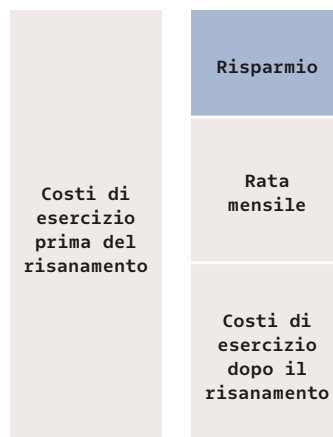 Costi di
esercizio
prima del
risanamento
Risparmio
Rata
mensile
Costi di
esercizio
dopo il
risanamento